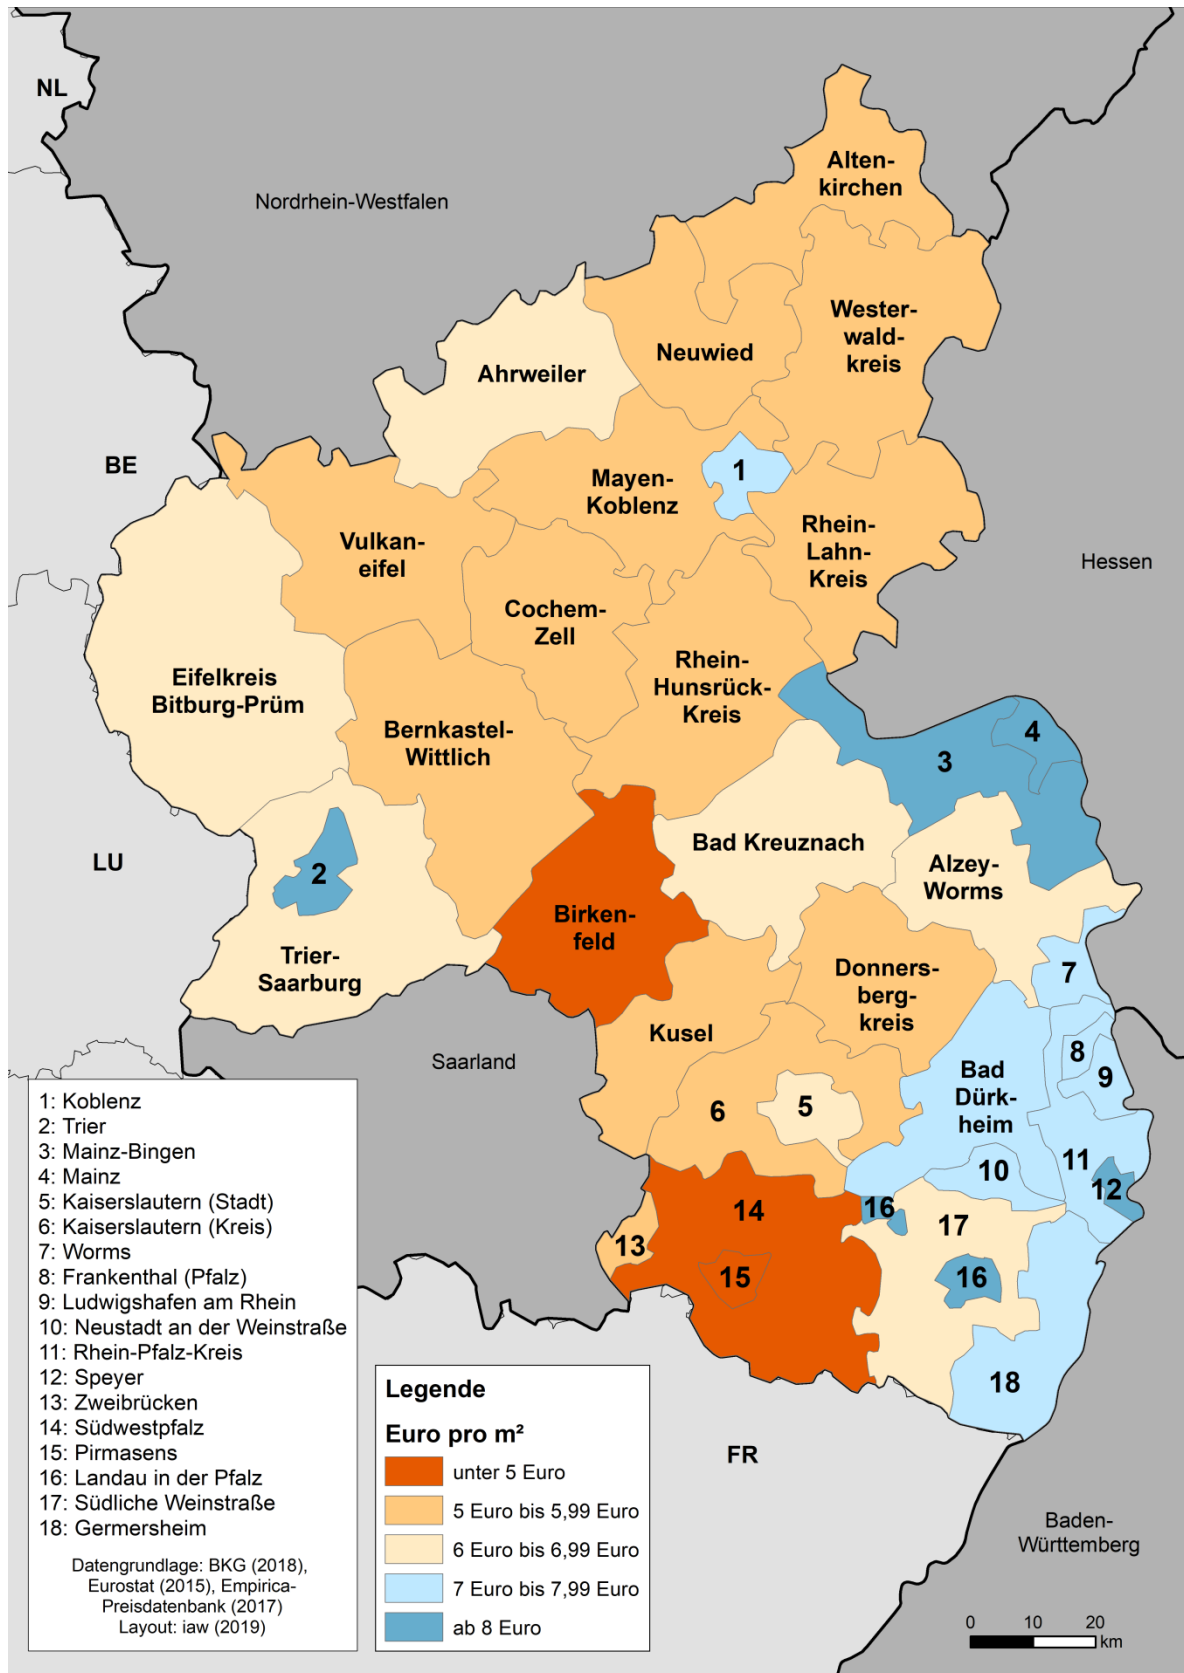 NL
Nordrhein-Westfalen
Alten-
kirchen
Wester-
wald-
kreis
Neuwied
Ahrweiler
BE
1
Mayen-
Koblenz
Rhein-
Lahn-
Kreis
Vulkan-
eifel
Hessen
Cochem-
Zell
Eifelkreis
Bitburg-Prüm
Rhein-
Hunsrück-
Kreis
Bernkastel-
Wittlich
4
3
Bad Kreuznach
LU
2
Alzey-
Worms
Birken-
feld
Trier-
Saarburg
Donners-
berg-
kreis
7
Kusel
Saarland
8
9
Bad
Dürk-
heim
6
5
10
11
12
14
16
17
13
15
16
18
FR
Baden-
Württemberg
1: Koblenz
2: Trier
3: Mainz-Bingen
4: Mainz
5: Kaiserslautern (Stadt)
6: Kaiserslautern (Kreis)
7: Worms
8: Frankenthal (Pfalz)
9: Ludwigshafen am Rhein
10: Neustadt an der Weinstraße
11: Rhein-Pfalz-Kreis
12: Speyer
13: Zweibrücken
14: Südwestpfalz
15: Pirmasens
16: Landau in der Pfalz
17: Südliche Weinstraße
18: Germersheim
Datengrundlage: BKG (2018),
Eurostat (2015), Empirica-
Preisdatenbank (2017)
Layout: iaw (2019)
Legende
Euro pro m²
unter 5 Euro
5 Euro bis 5,99 Euro
6 Euro bis 6,99 Euro
7 Euro bis 7,99 Euro
ab 8 Euro
0 10 20
km